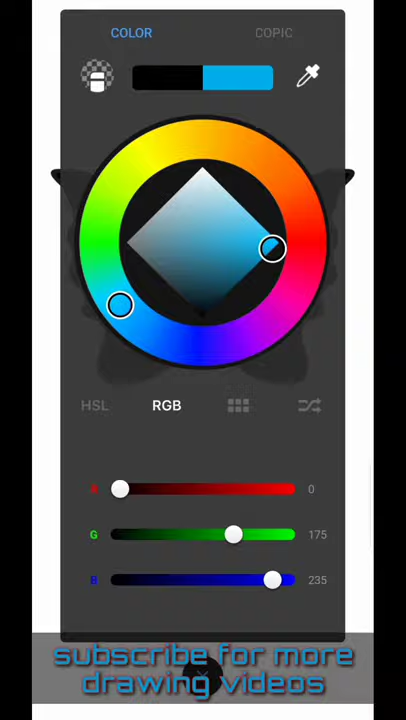 COLOR COPIC
HSL RGB
R 0
G 175
B 235
subscribe for more
drawing videos